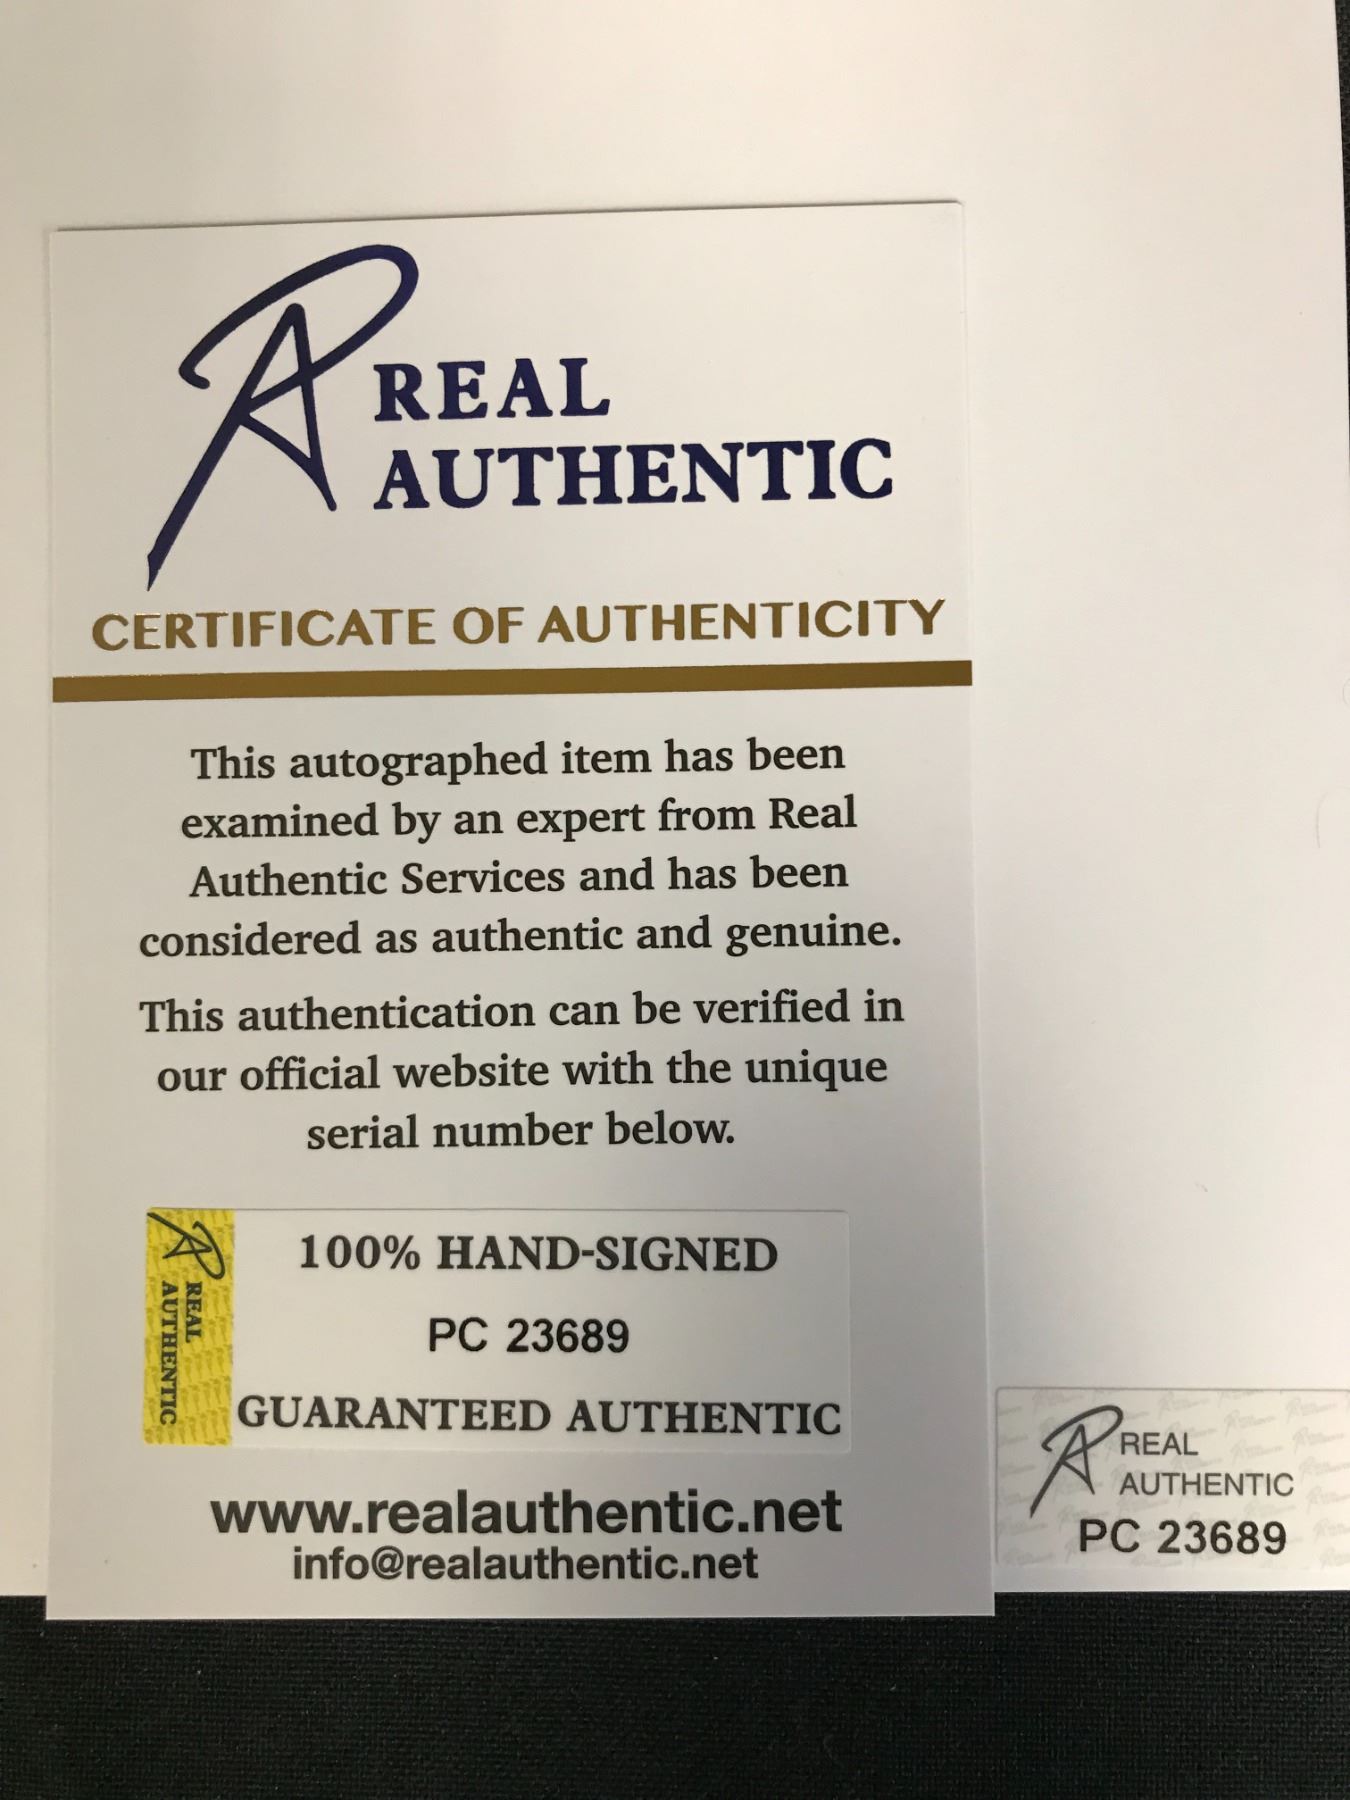 REAL
AUTHENTIC
CERTIFICATE OF AUTHENTICITY
This autographed item has been
examined by an expert from Real
Authentic Services and has been
considered as authentic and genuine.
This authentication can be verified in
our official website with the unique
serial number below.
REAL
AUTHENTIC
100% HAND-SIGNED
PC 23689
GUARANTEED AUTHENTIC
www.realauthentic.net
info@realauthentic.net
REAL
AUTHENTIC
PC 23689